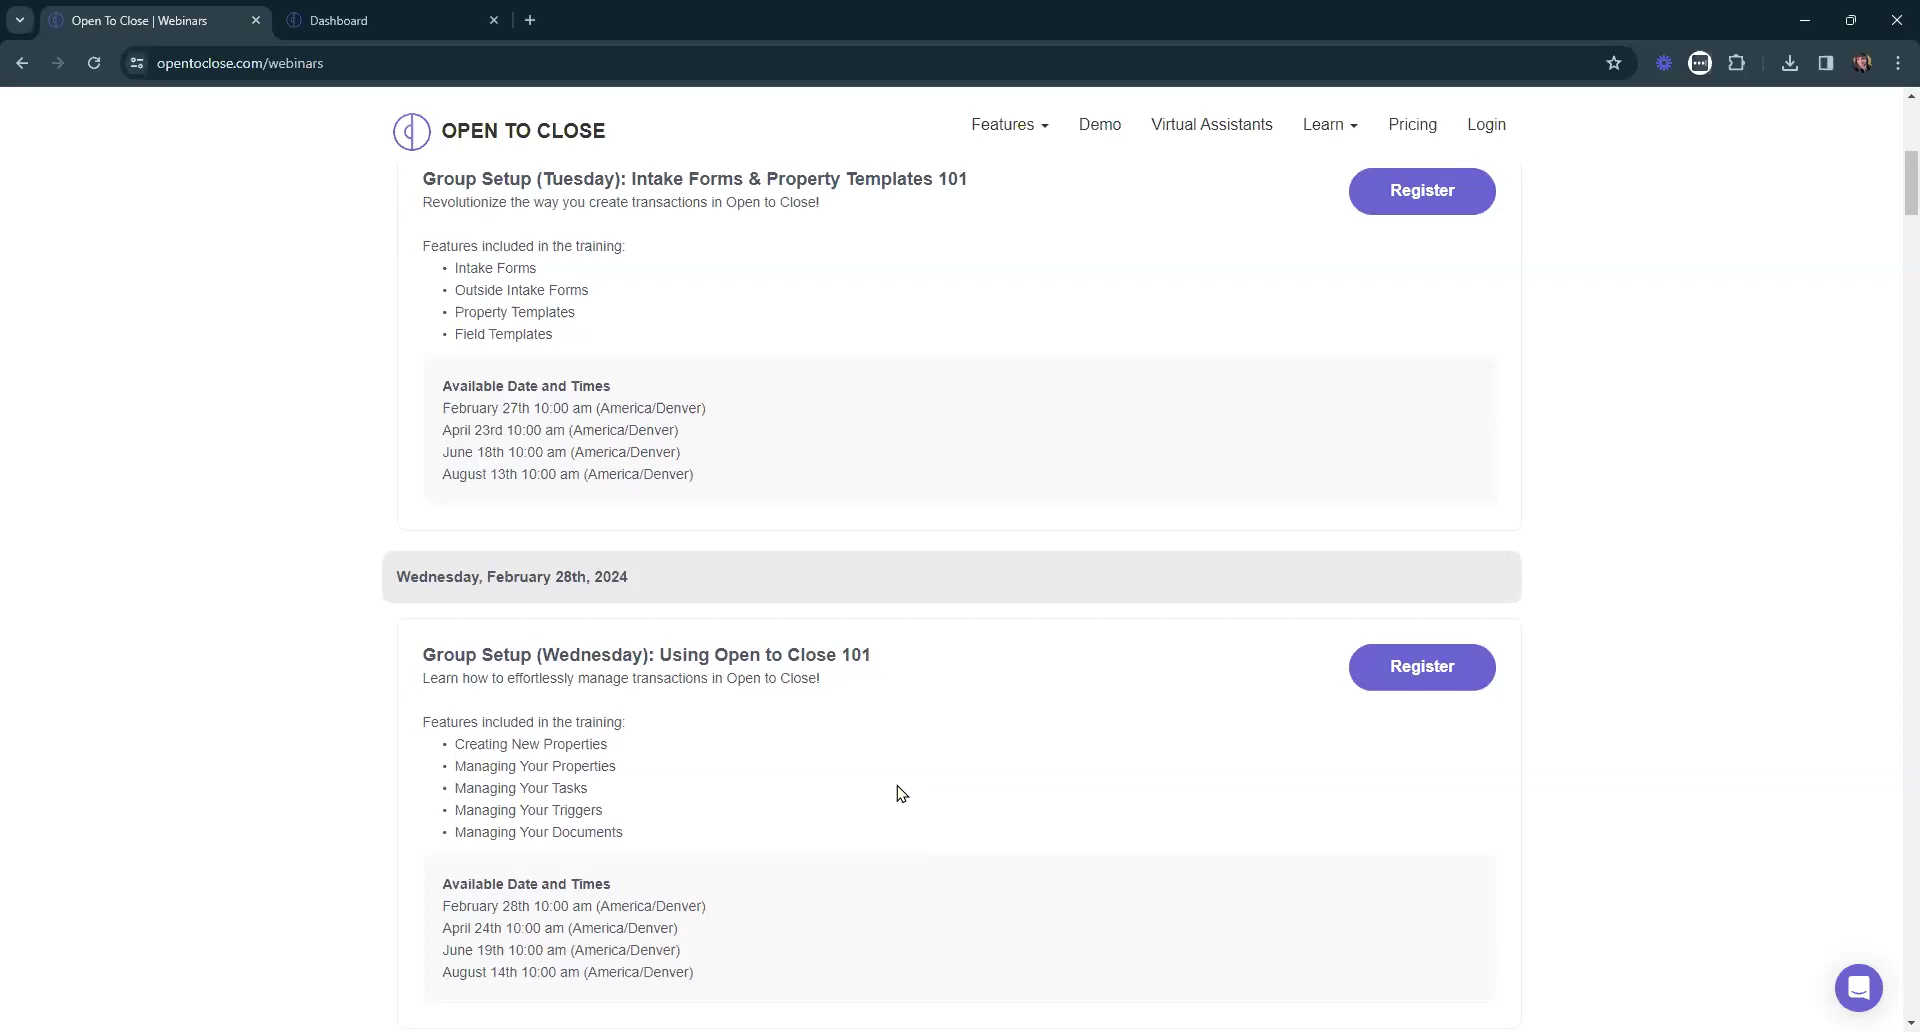 Open To Close | Webinars
Dashboard
opentoclose.com/webinars
OPEN TO CLOSE
Features
Demo
Virtual Assistants
Learn
Pricing
Login
Group Setup (Tuesday): Intake Forms & Property Templates 101
Register
Revolutionize the way you create transactions in Open to Close!
Features included in the training:
• Intake Forms
• Outside Intake Forms
• Property Templates
• Field Templates
Available Date and Times
February 27th 10:00 am (America/Denver)
April 23rd 10:00 am (America/Denver)
June 18th 10:00 am (America/Denver)
August 13th 10:00 am (America/Denver)
Wednesday, February 28th, 2024
Group Setup (Wednesday): Using Open to Close 101
Register
Learn how to effortlessly manage transactions in Open to Close!
Features included in the training:
• Creating New Properties
• Managing Your Properties
• Managing Your Tasks
• Managing Your Triggers
• Managing Your Documents
Available Date and Times
February 28th 10:00 am (America/Denver)
April 24th 10:00 am (America/Denver)
June 19th 10:00 am (America/Denver)
August 14th 10:00 am (America/Denver)